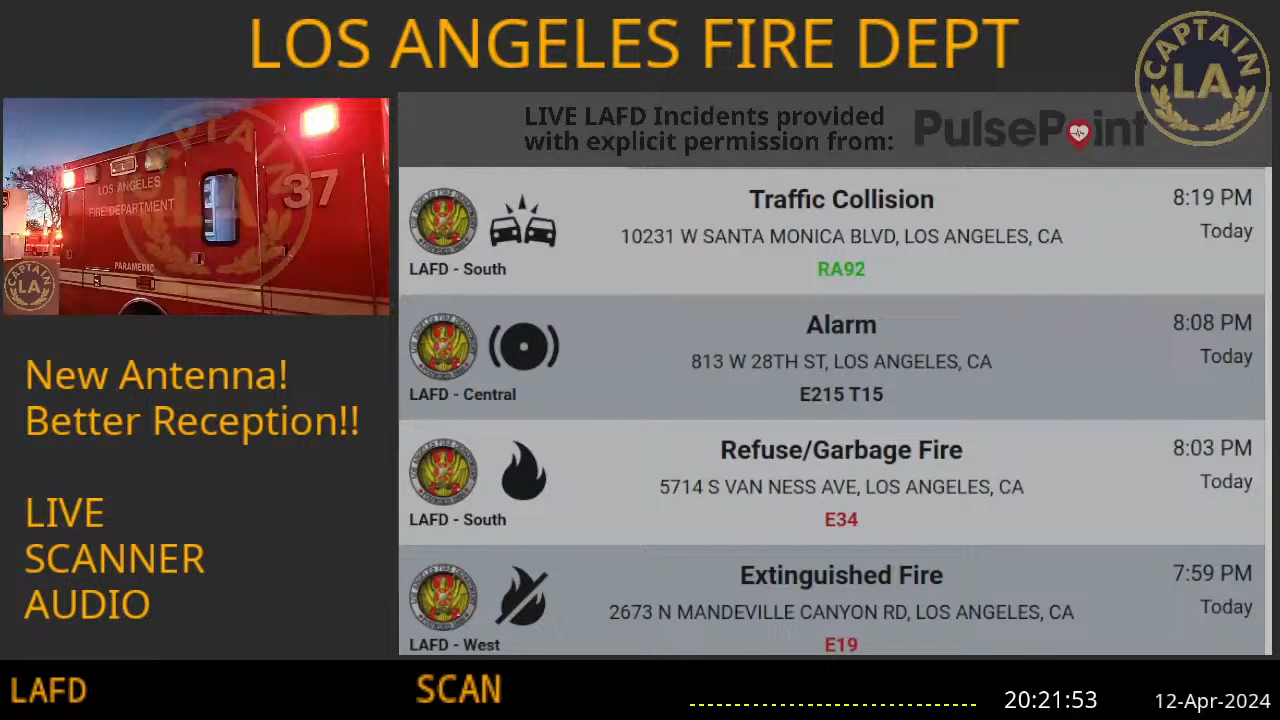 LOS ANGELES FIRE DEPT
CAPTAIN
LA
LIVE LAFD Incidents provided
with explicit permission from:
PulsePoint
LOS ANGELES
FIRE DEPARTMENT
37
PARAMEDIC
CAPTAIN
LA
New Antenna!
Better Reception!!
LIVE
SCANNER
AUDIO
Traffic Collision
8:19 PM
10231 W SANTA MONICA BLVD, LOS ANGELES, CA
Today
LAFD - South
RA92
Alarm
8:08 PM
813 W 28TH ST, LOS ANGELES, CA
Today
LAFD - Central
E215 T15
Refuse/Garbage Fire
8:03 PM
5714 S VAN NESS AVE, LOS ANGELES, CA
Today
LAFD - South
E34
Extinguished Fire
7:59 PM
2673 N MANDEVILLE CANYON RD, LOS ANGELES, CA
Today
LAFD - West
E19
LAFD
SCAN
20:21:53
12-Apr-2024